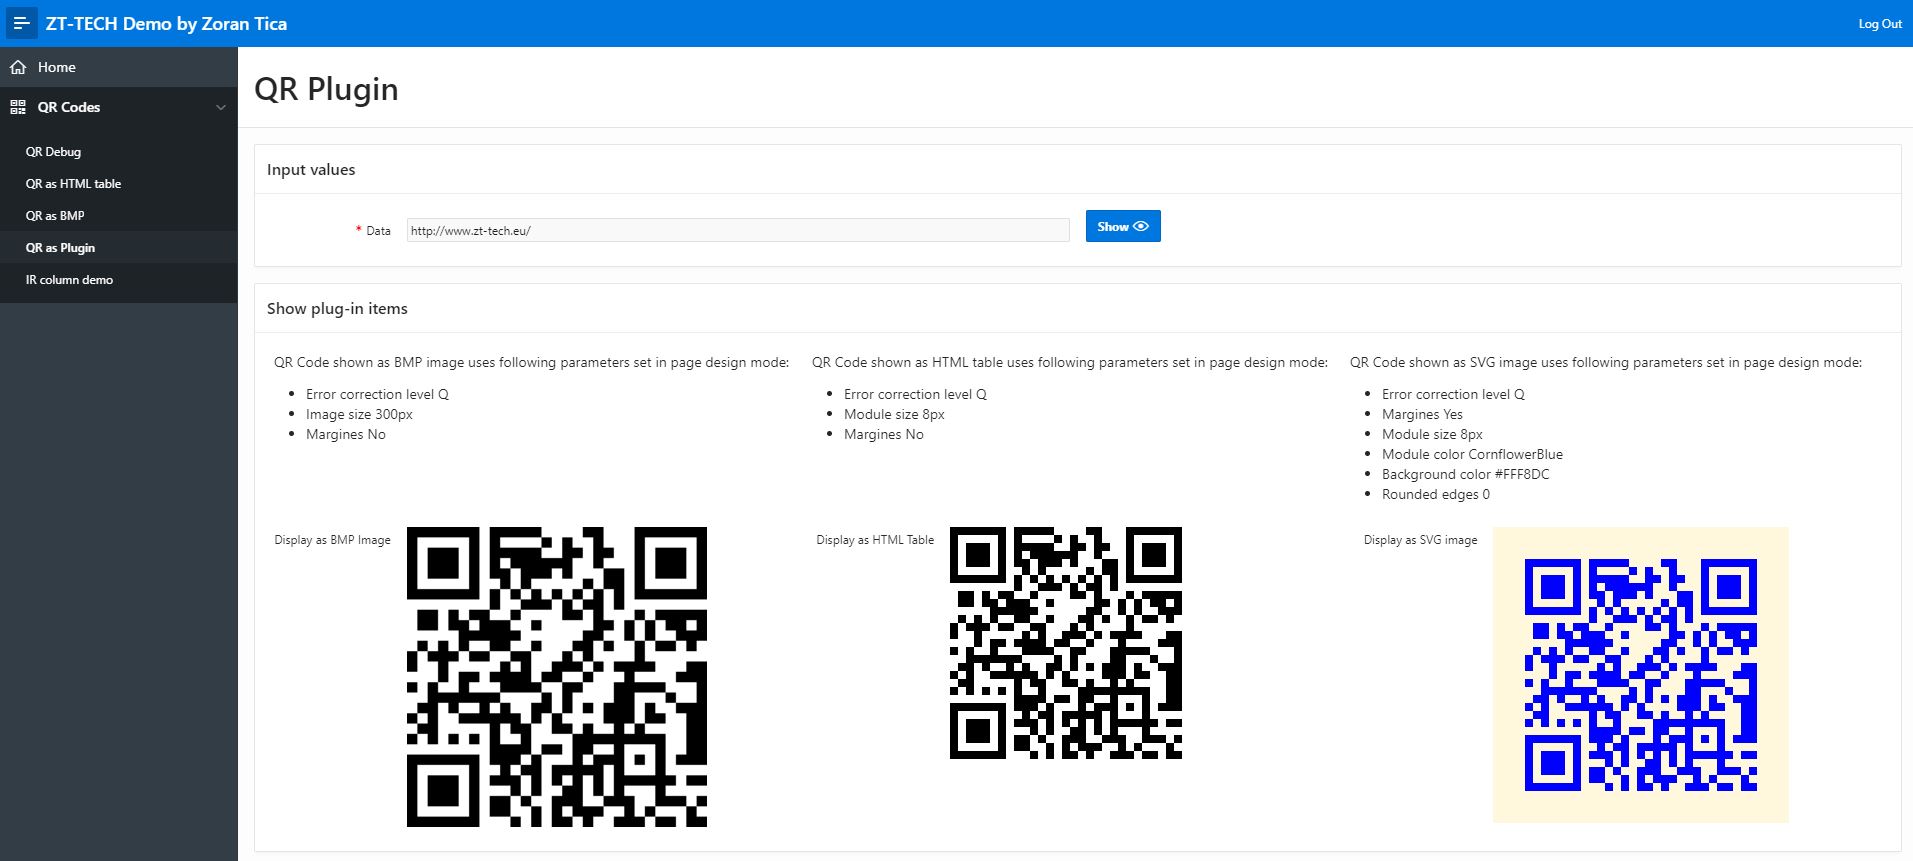 ZT-TECH Demo by Zoran Tica
Log Out
Home
QR Codes
QR Debug
QR as HTML table
QR as BMP
QR as Plugin
IR column demo
QR Plugin
Input values
* Data
http://www.zt-tech.eu/
Show
Show plug-in items
QR Code shown as BMP image uses following parameters set in page design mode:
• Error correction level Q
• Image size 300px
• Margines No
Display as BMP Image
QR Code shown as HTML table uses following parameters set in page design mode:
• Error correction level Q
• Module size 8px
• Margines No
Display as HTML Table
QR Code shown as SVG image uses following parameters set in page design mode:
• Error correction level Q
• Margines Yes
• Module size 8px
• Module color CornflowerBlue
• Background color #FFF8DC
• Rounded edges 0
Display as SVG image